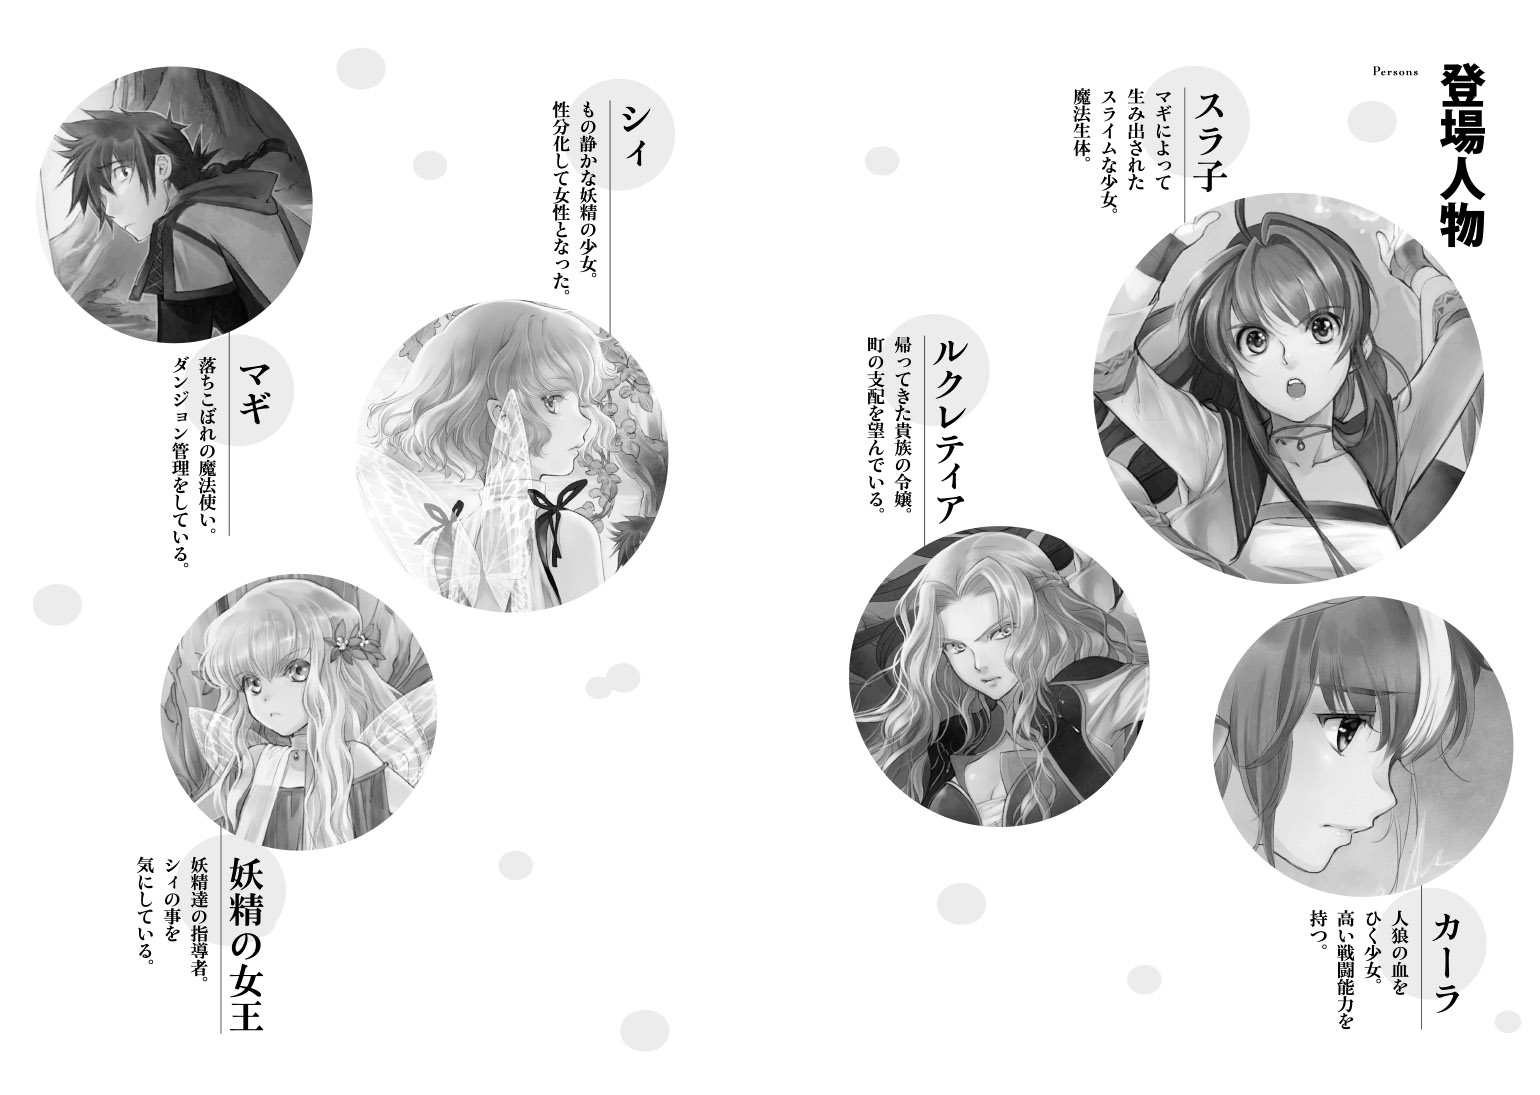 登場人物
Persons
スラ子
マギによって
生み出された
スライムな少女。
魔法生体。
カーラ
人狼の血を
ひく少女。
高い戦闘能力を
持つ。
ルクレティア
帰ってきた貴族の令嬢。
町の支配を望んでいる。
シィ
もの静かな妖精の少女。
性分化して女性となった。
マギ
落ちこぼれの魔法使い。
ダンジョン管理をしている。
妖精の女王
妖精達の指導者。
シィの事を
気にしている。